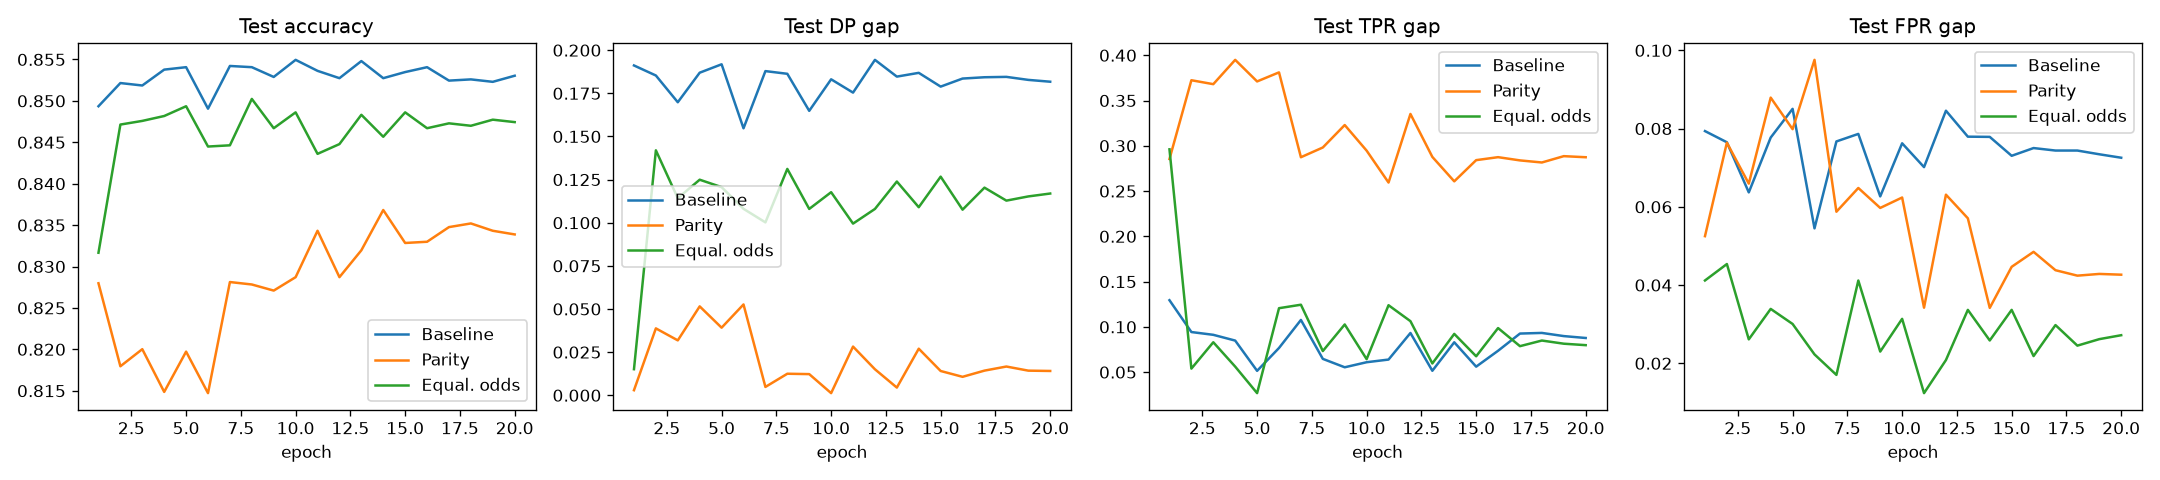 Test accuracy
0.855
0.850
0.845
0.840
0.835
0.830
0.825
0.820
0.815
Baseline
Parity
Equal. odds
2.5 5.0 7.5 10.0 12.5 15.0 17.5 20.0
epoch
Test DP gap
0.200
0.175
0.150
0.125
0.100
0.075
0.050
0.025
0.000
Baseline
Parity
Equal. odds
2.5 5.0 7.5 10.0 12.5 15.0 17.5 20.0
epoch
Test TPR gap
0.40
0.35
0.30
0.25
0.20
0.15
0.10
0.05
Baseline
Parity
Equal. odds
2.5 5.0 7.5 10.0 12.5 15.0 17.5 20.0
epoch
Test FPR gap
0.10
0.08
0.06
0.04
0.02
Baseline
Parity
Equal. odds
2.5 5.0 7.5 10.0 12.5 15.0 17.5 20.0
epoch